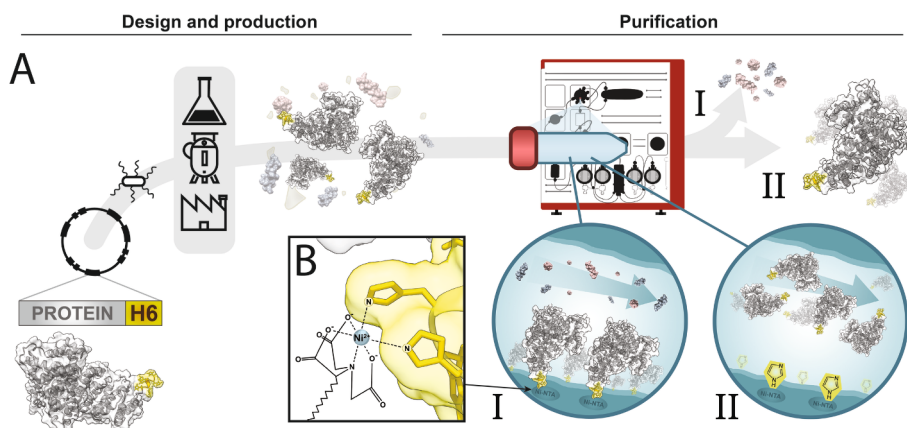 Design and production
Purification
A
I
II
PROTEIN H6
B
N
O⁻
O
O⁻
Ni²⁺
N
N
O⁻
O
O
I
Ni-NTA
Ni-NTA
II
N
N
H
N
N
H
Ni-NTA
Ni-NTA